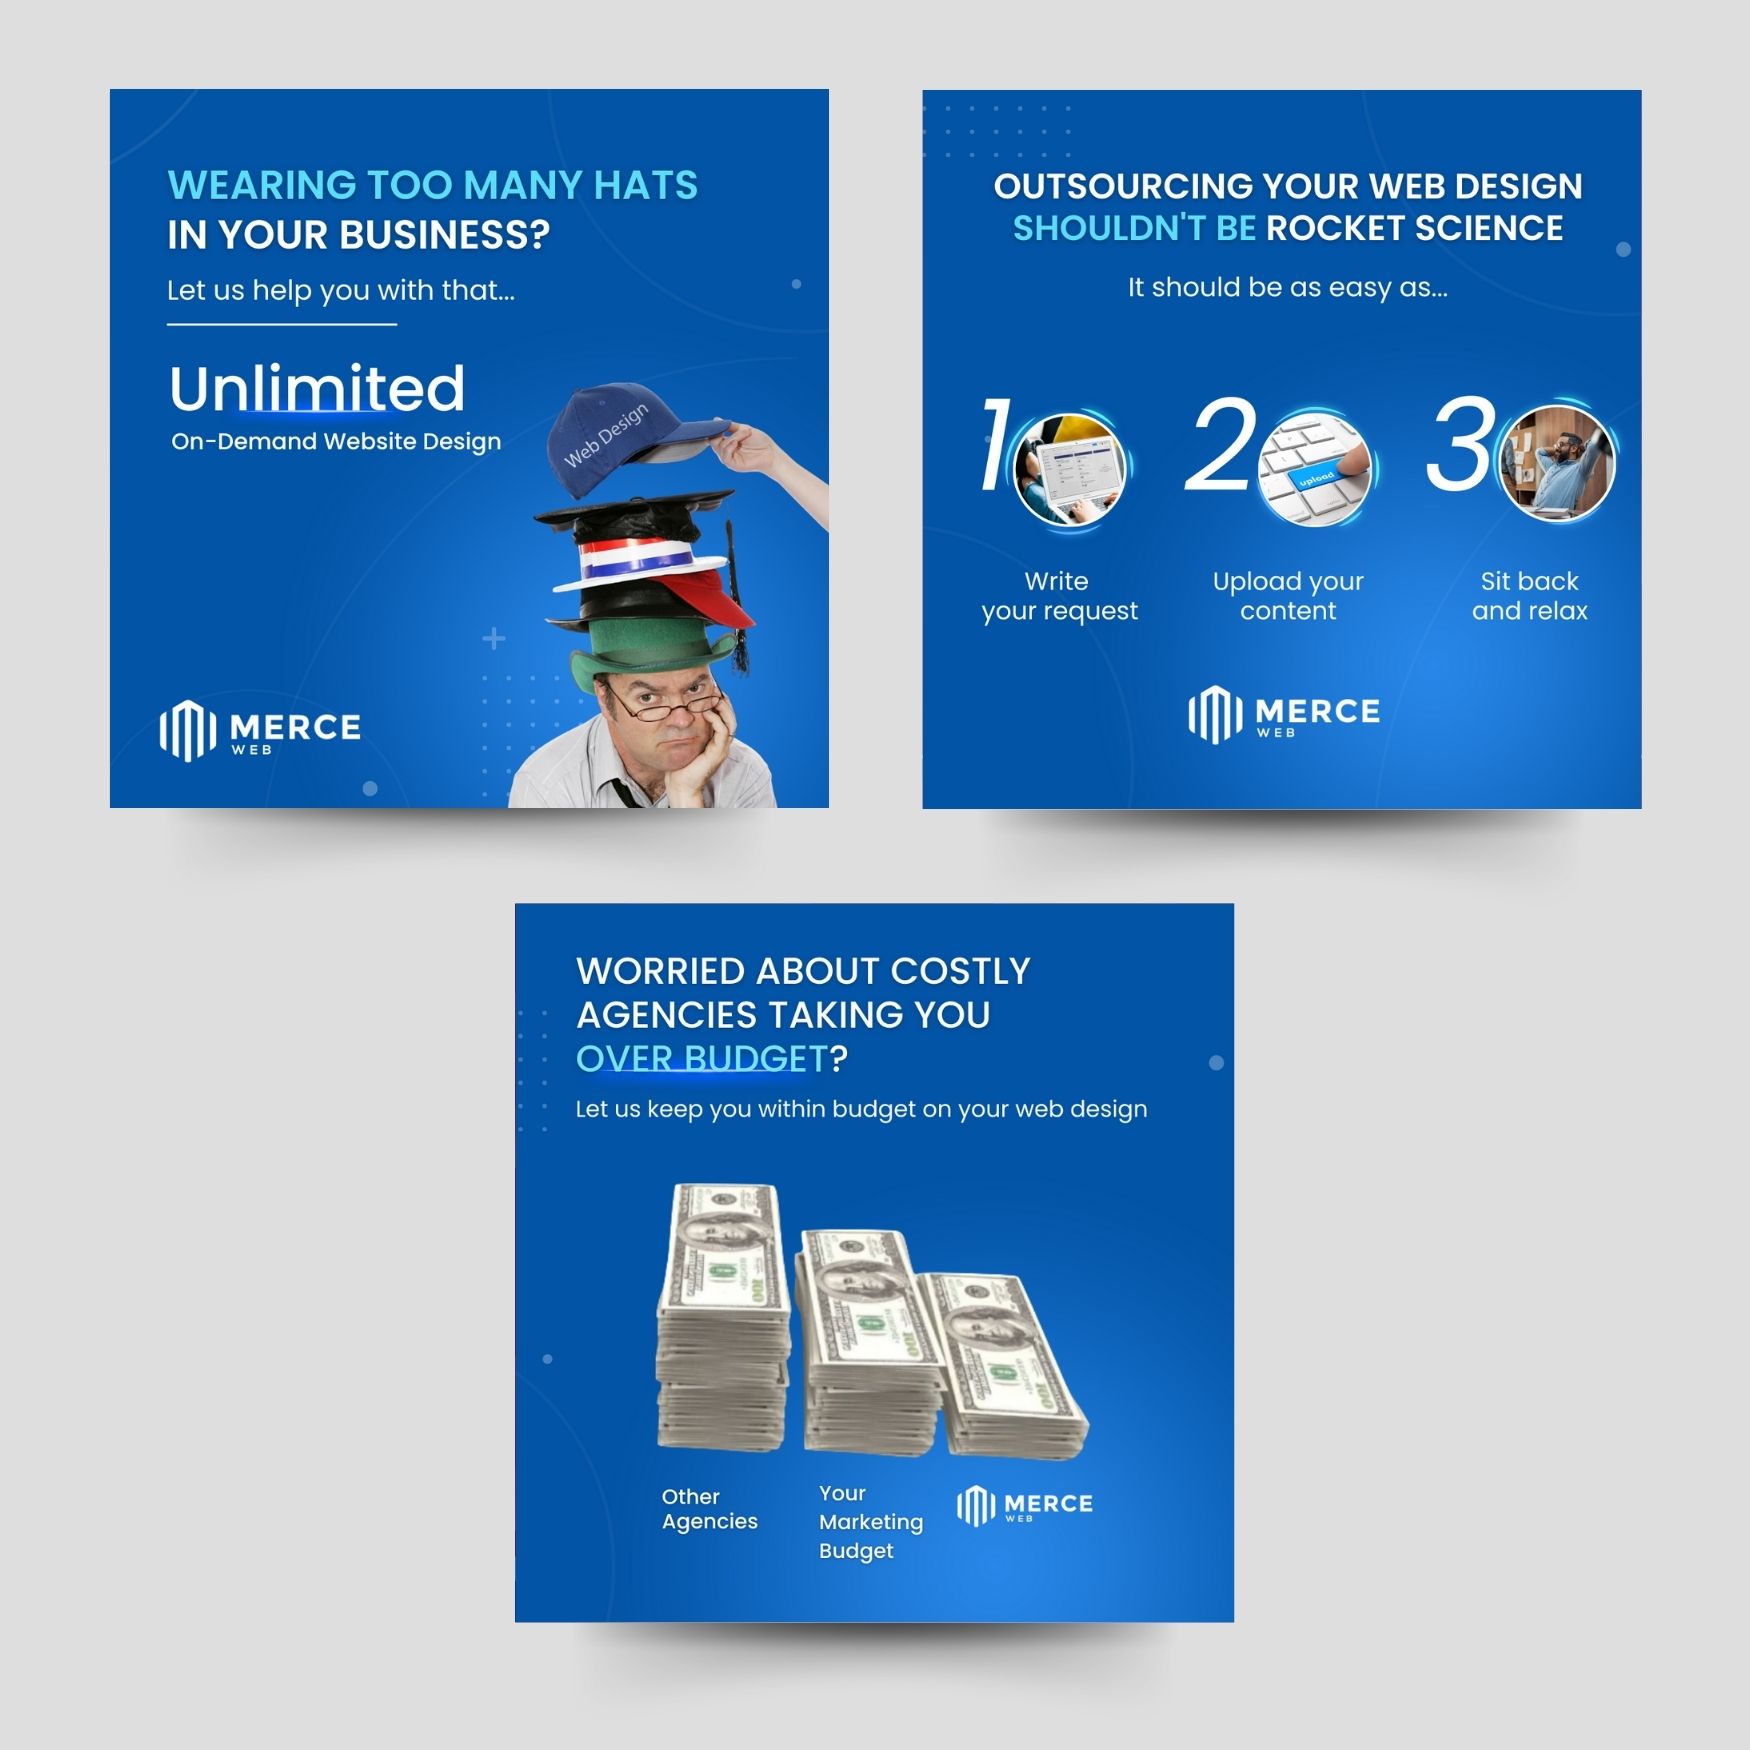 WEARING TOO MANY HATS
IN YOUR BUSINESS?
Let us help you with that...
Unlimited
On-Demand Website Design
Web Design
MERCE
WEB
OUTSOURCING YOUR WEB DESIGN
SHOULDN'T BE ROCKET SCIENCE
It should be as easy as...
1 2 3
upload
Write
your request
Upload your
content
Sit back
and relax
MERCE
WEB
WORRIED ABOUT COSTLY
AGENCIES TAKING YOU
OVER BUDGET?
Let us keep you within budget on your web design
100
100
100
Other
Agencies
Your
Marketing
Budget
MERCE
WEB